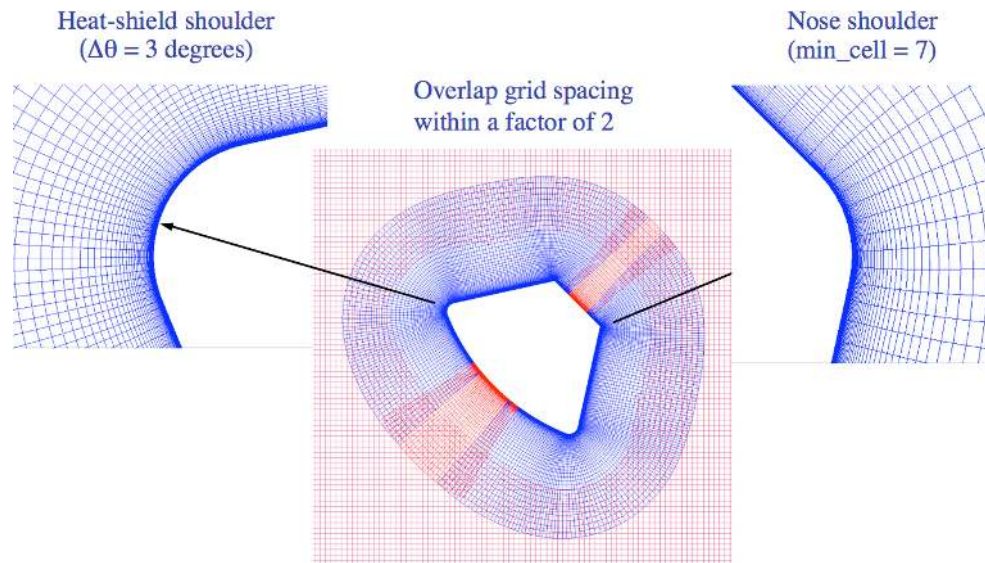 Heat-shield shoulder
(Δθ = 3 degrees)
Nose shoulder
(min_cell = 7)
Overlap grid spacing
within a factor of 2